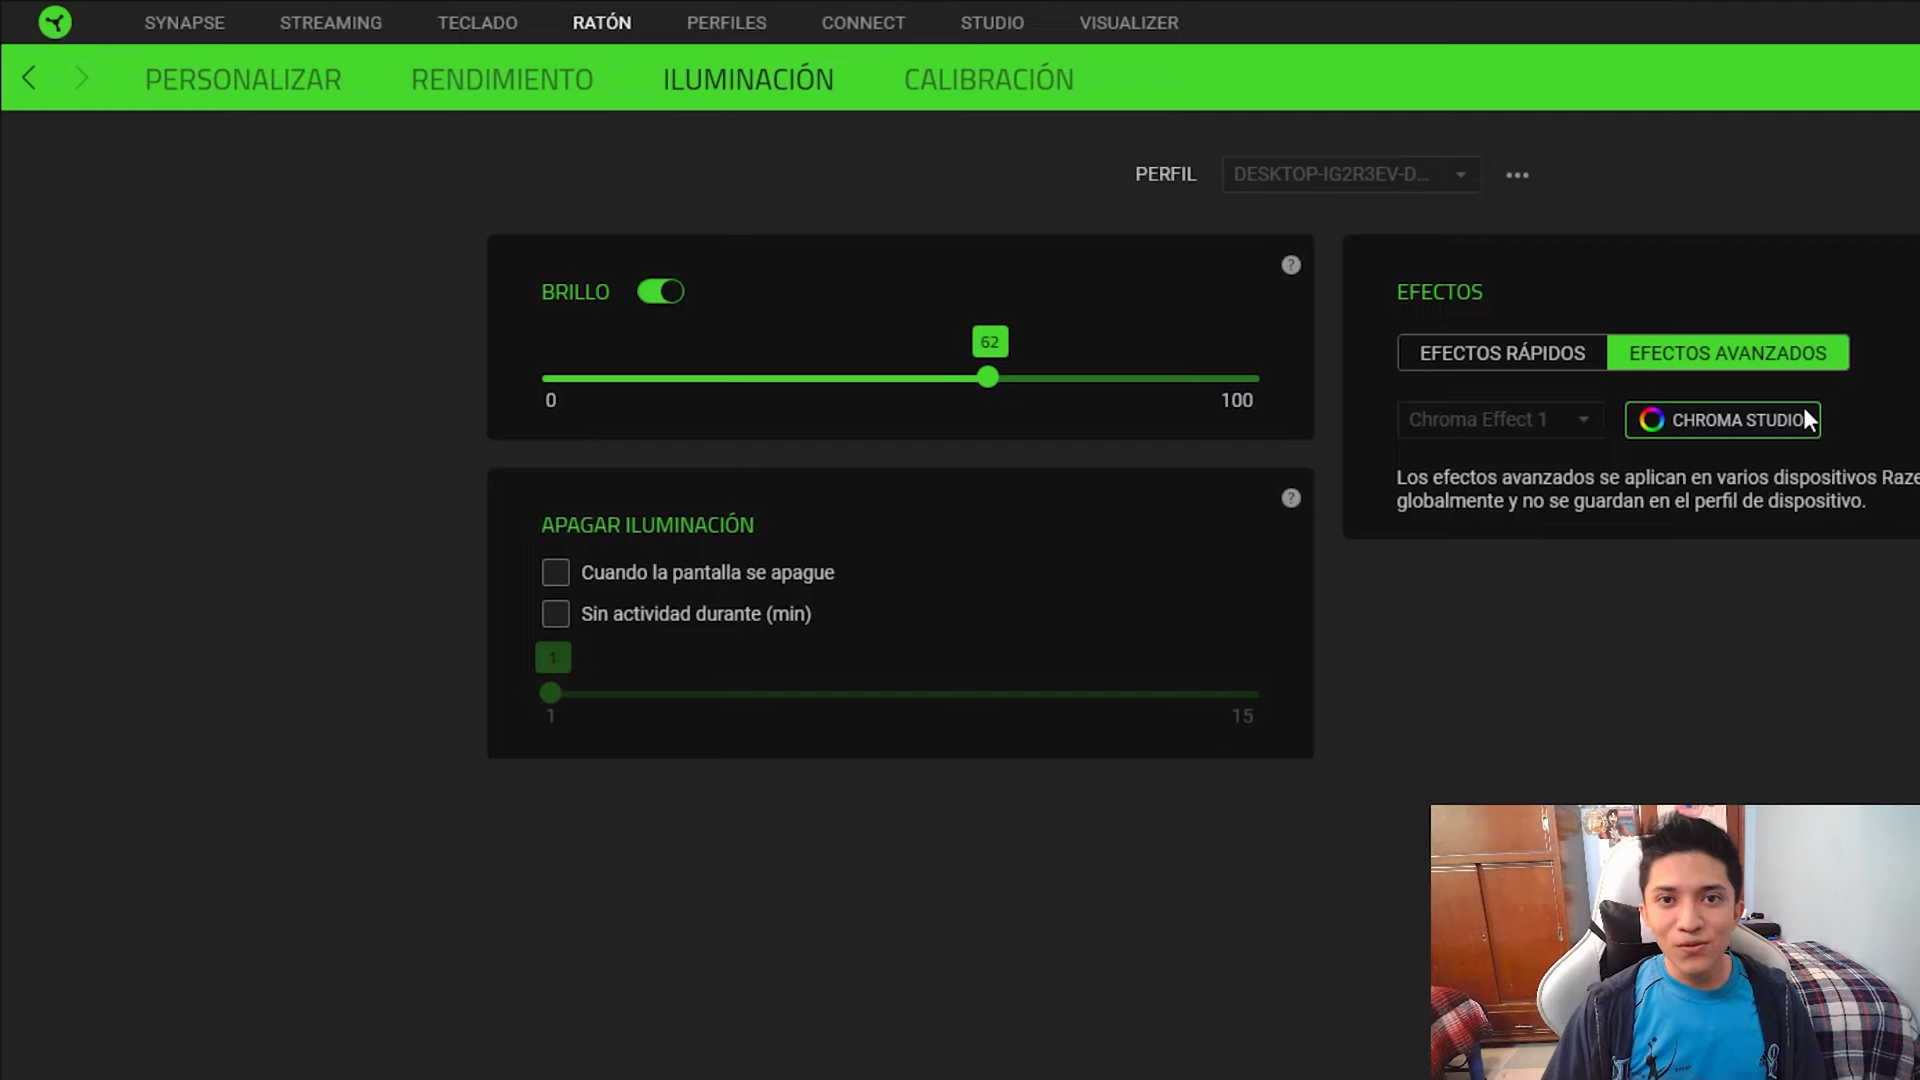 SYNAPSE STREAMING TECLADO RATÓN PERFILES CONNECT STUDIO VISUALIZER
PERSONALIZAR RENDIMIENTO ILUMINACIÓN CALIBRACIÓN
PERFIL DESKTOP-IG2R3EV-D...
BRILLO
?
62
0 100
APAGAR ILUMINACIÓN
?
Cuando la pantalla se apague
Sin actividad durante (min)
1
1 15
EFECTOS
EFECTOS RÁPIDOS EFECTOS AVANZADOS
Chroma Effect 1 CHROMA STUDIO
Los efectos avanzados se aplican en varios dispositivos Raze
globalmente y no se guardan en el perfil de dispositivo.